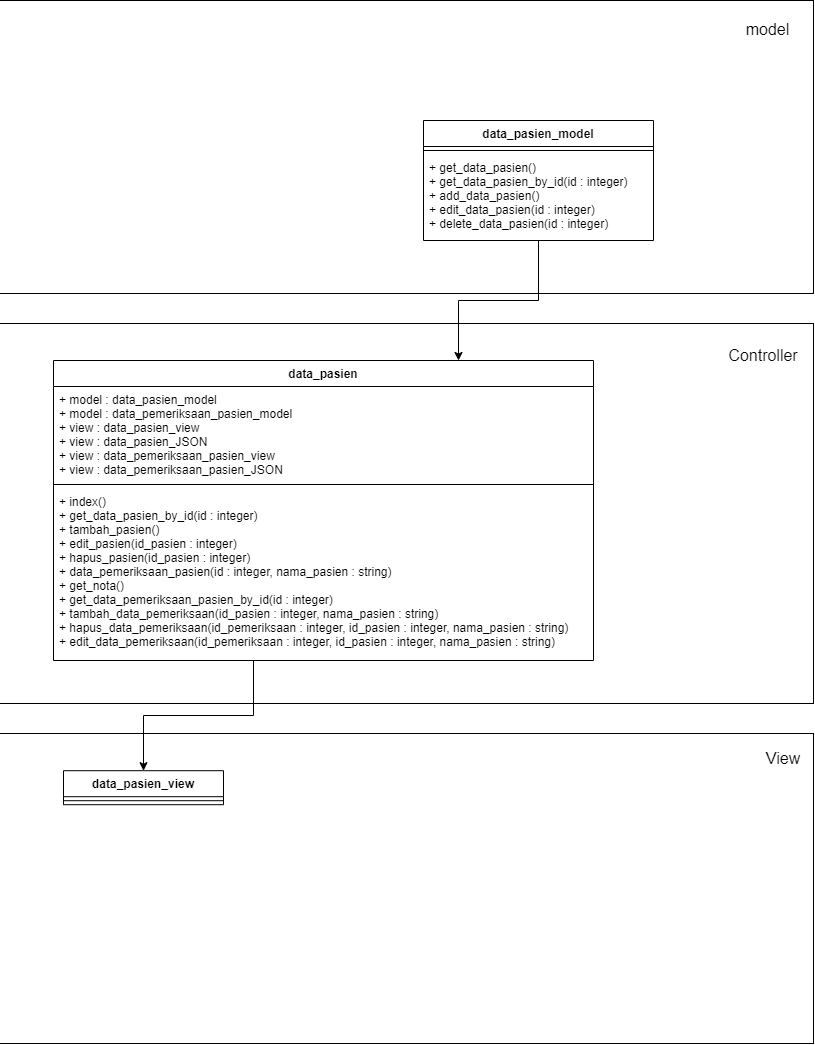 model
data_pasien_model
+ get_data_pasien()
+ get_data_pasien_by_id(id : integer)
+ add_data_pasien()
+ edit_data_pasien(id : integer)
+ delete_data_pasien(id : integer)
Controller
data_pasien
+ model : data_pasien_model
+ model : data_pemeriksaan_pasien_model
+ view : data_pasien_view
+ view : data_pasien_JSON
+ view : data_pemeriksaan_pasien_view
+ view : data_pemeriksaan_pasien_JSON
+ index()
+ get_data_pasien_by_id(id : integer)
+ tambah_pasien()
+ edit_pasien(id_pasien : integer)
+ hapus_pasien(id_pasien : integer)
+ data_pemeriksaan_pasien(id : integer, nama_pasien : string)
+ get_nota()
+ get_data_pemeriksaan_pasien_by_id(id : integer)
+ tambah_data_pemeriksaan(id_pasien : integer, nama_pasien : string)
+ hapus_data_pemeriksaan(id_pemeriksaan : integer, id_pasien : integer, nama_pasien : string)
+ edit_data_pemeriksaan(id_pemeriksaan : integer, id_pasien : integer, nama_pasien : string)
View
data_pasien_view